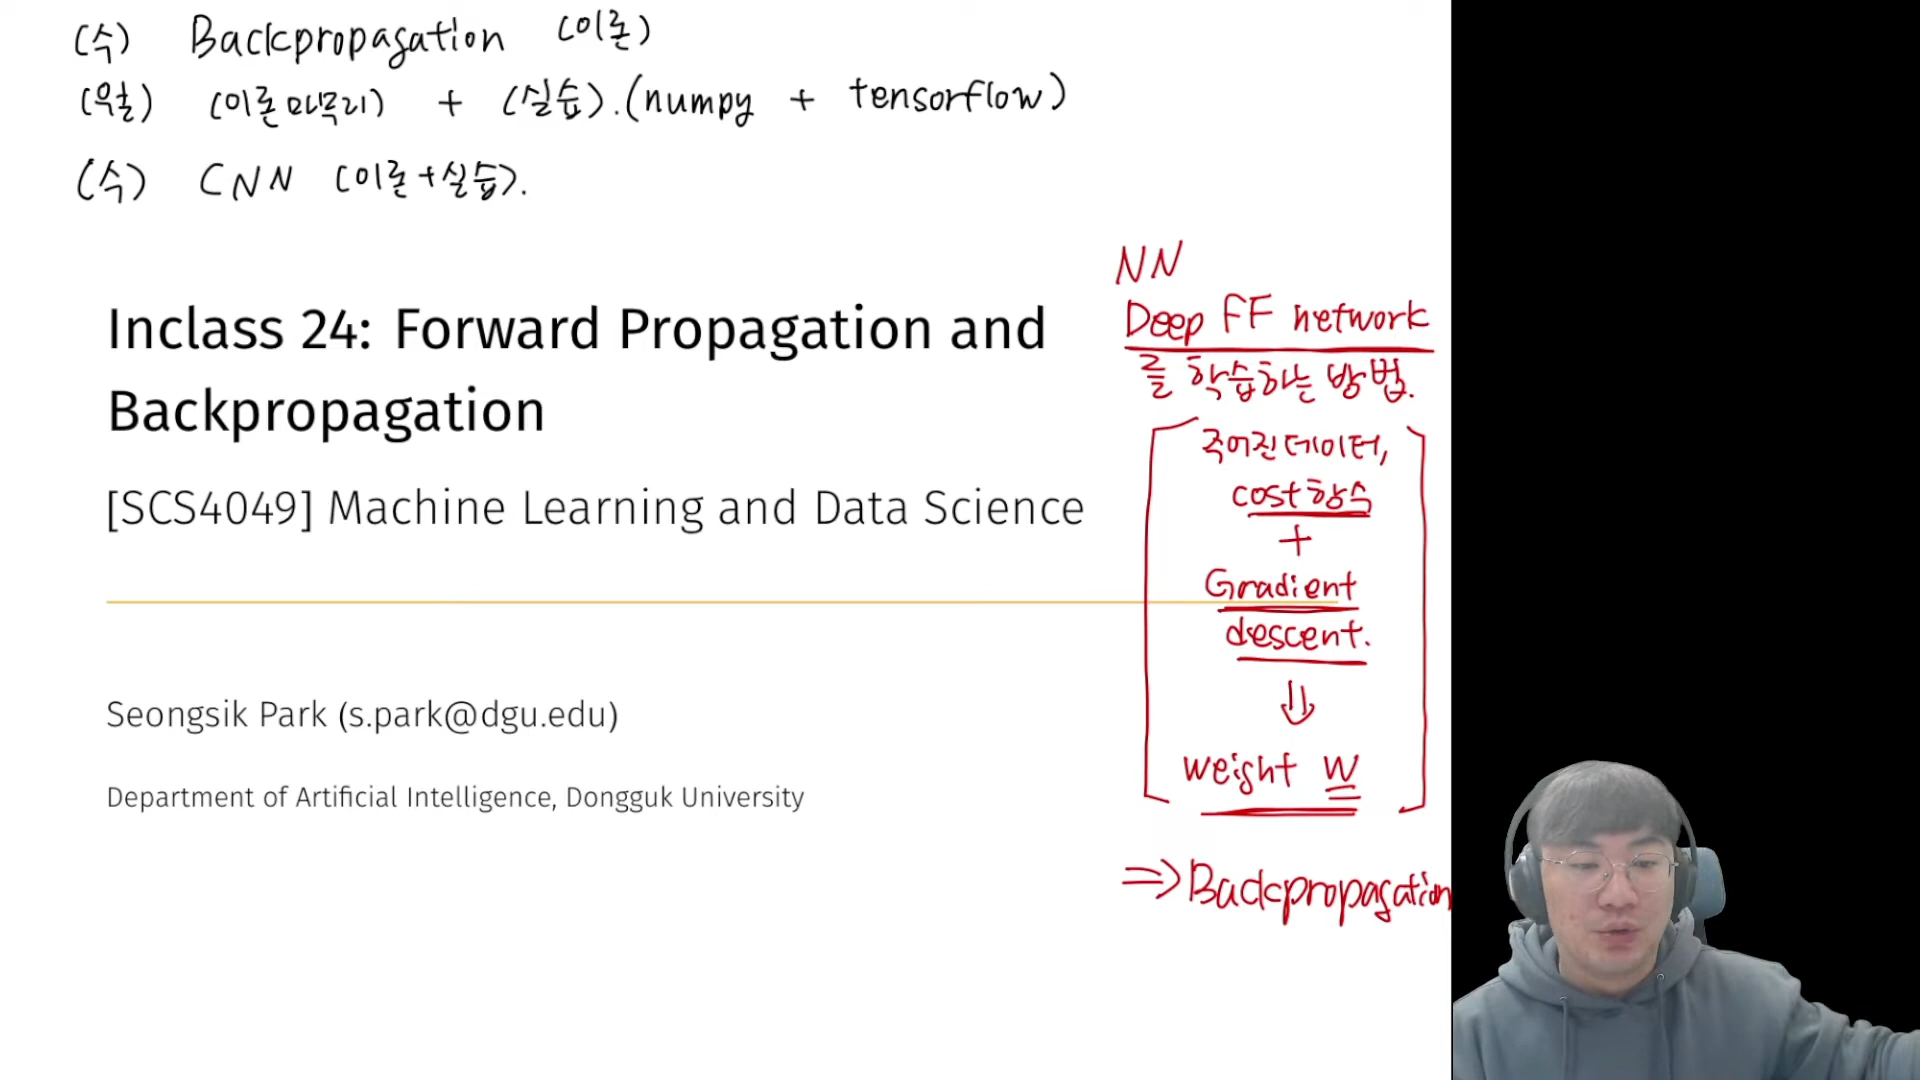 (수) Backpropagation (이론)
(월) (이론 마무리) + (실습).(numpy + tensorflow)
(수) CNN (이론+실습).
Inclass 24: Forward Propagation and
Backpropagation
[SCS4049] Machine Learning and Data Science
Seongsik Park (s.park@dgu.edu)
Department of Artificial Intelligence, Dongguk University
NN
Deep FF network
를 학습하는 방법.
주어진 데이터,
cost 함수
+
Gradient
descent.
⇓
weight w
⇒ Backpropagation